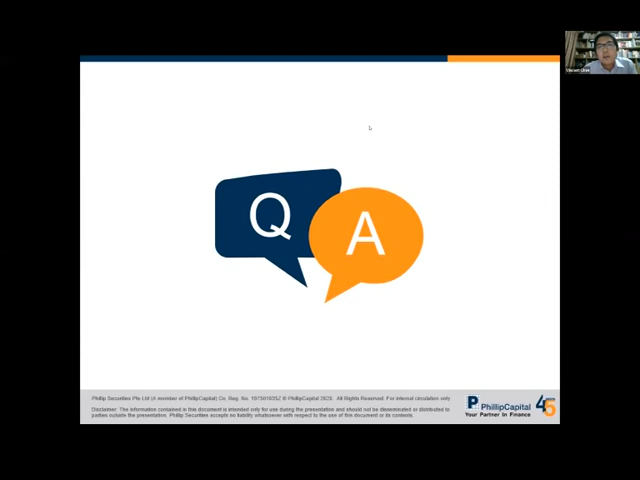 Q A
Phillip Securities Pte Ltd (A member of PhillipCapital) Co. Reg. No. 197501035Z © PhillipCapital 2020. All Rights Reserved. For internal circulation only
Disclaimer: The information contained in this document is intended only for use during the presentation and should not be disseminated or distributed to
parties outside the presentation. Phillip Securities accepts no liability whatsoever with respect to the use of this document or its contents.
PhillipCapital
Your Partner In Finance
45